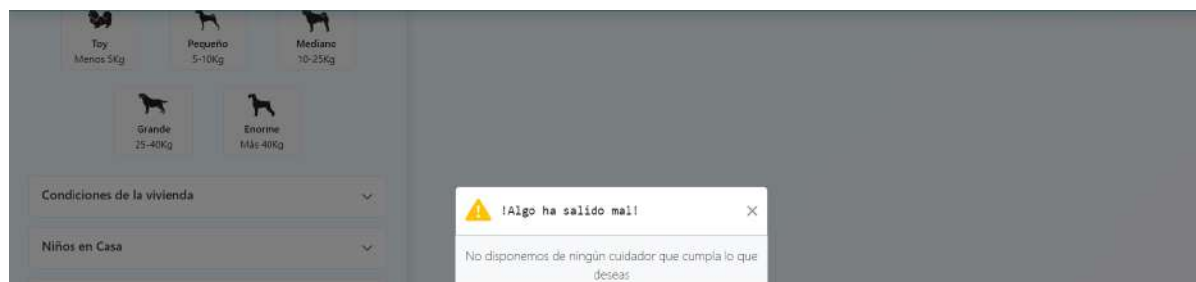 Toy
Menos 5Kg
Pequeño
5-10Kg
Mediano
10-25Kg
Grande
25-40Kg
Enorme
Más 40Kg
Condiciones de la vivienda
Niños en Casa
!Algo ha salido mal!
No disponemos de ningún cuidador que cumpla lo que
deseas